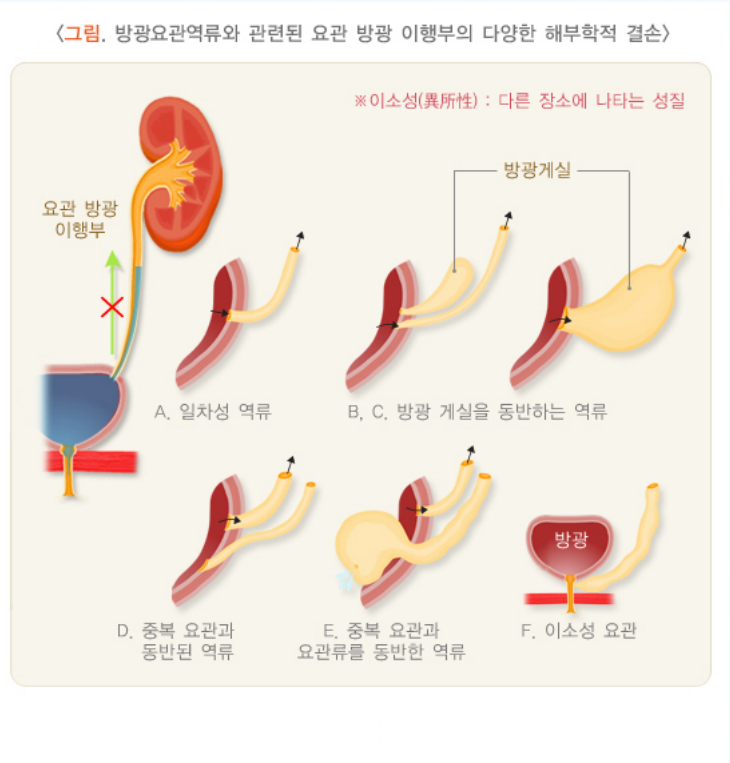 〈그림. 방광요관역류와 관련된 요관 방광 이행부의 다양한 해부학적 결손〉
※이소성(異所性) : 다른 장소에 나타는 성질
방광게실
요관 방광
이행부
A. 일차성 역류
B, C. 방광 게실을 동반하는 역류
방광
D. 중복 요관과
동반된 역류
E. 중복 요관과
요관류를 동반한 역류
F. 이소성 요관